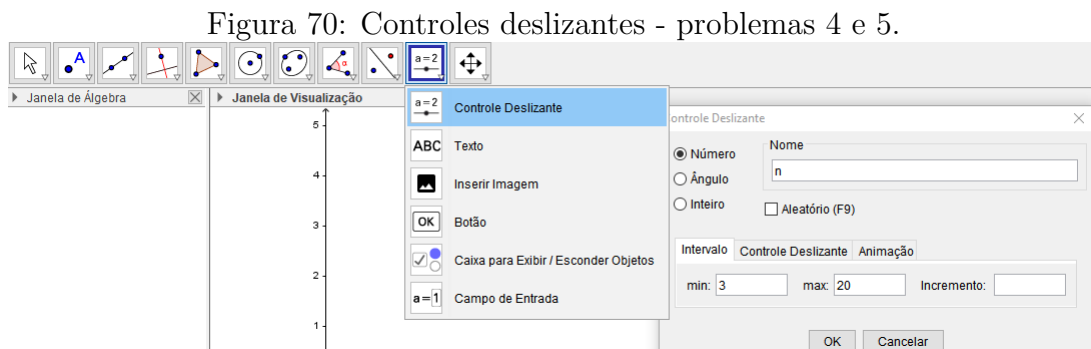 Figura 70: Controles deslizantes - problemas 4 e 5.
A
α
a=2
Janela de Álgebra
Janela de Visualização
5
4
3
2
1
a=2 Controle Deslizante
ABC Texto
Inserir Imagem
OK Botão
Caixa para Exibir / Esconder Objetos
a=1 Campo de Entrada
ontrole Deslizante
Número
Ângulo
Inteiro
Nome
n
Aleatório (F9)
Intervalo Controle Deslizante Animação
min: 3 max: 20 Incremento:
OK Cancelar